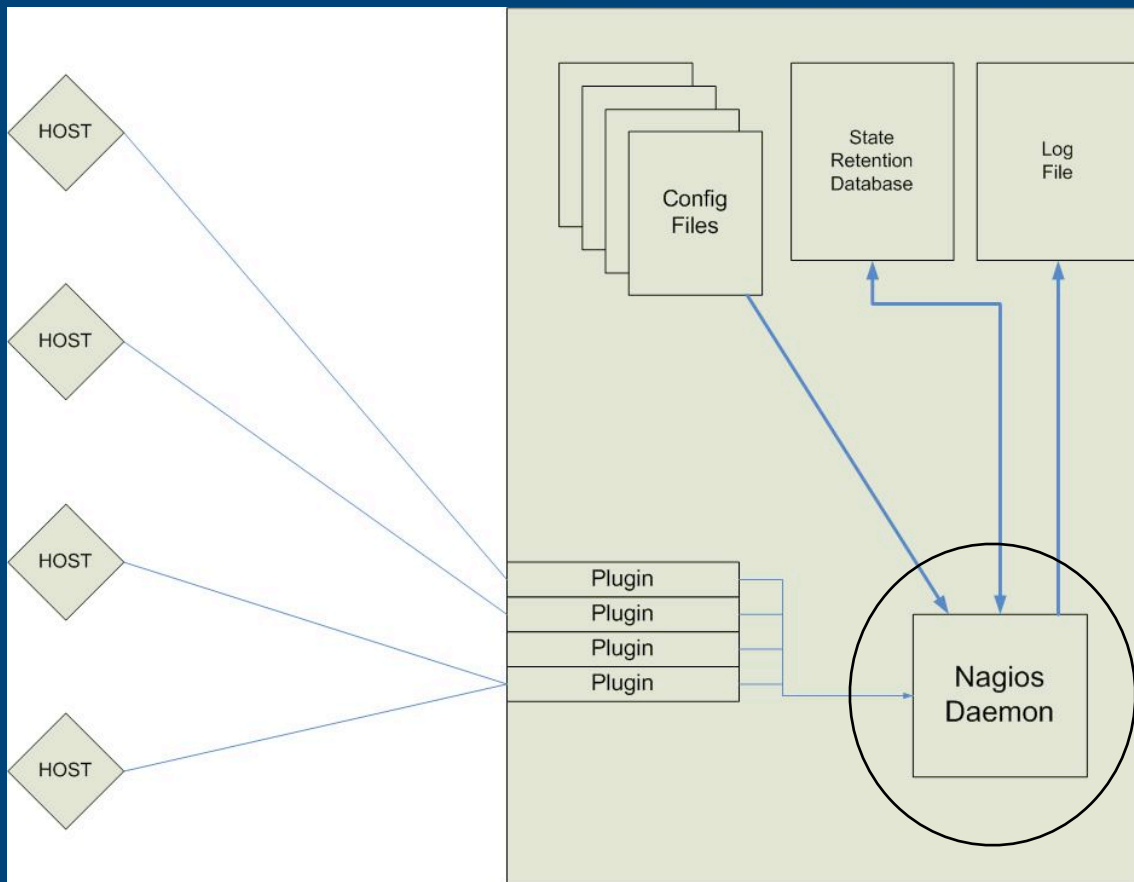 HOST
HOST
HOST
HOST
Config
Files
State
Retention
Database
Log
File
Plugin
Plugin
Plugin
Plugin
Nagios
Daemon